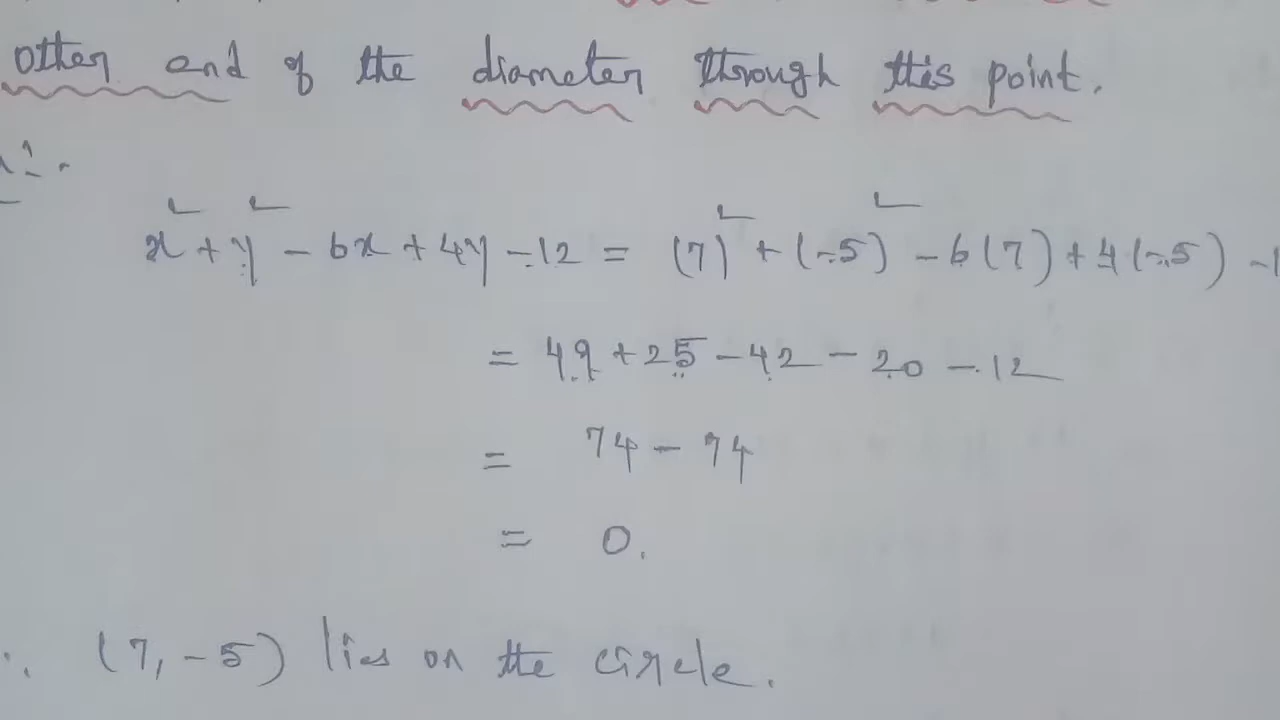 other end of the diameter through this point.
x² + y² - 6x + 4y - 12 = (7)² + (-5)² - 6(7) + 4(-5) - 1
= 49 + 25 - 42 - 20 - 12
= 74 - 74
= 0.
∴ (7, -5) lies on the circle.